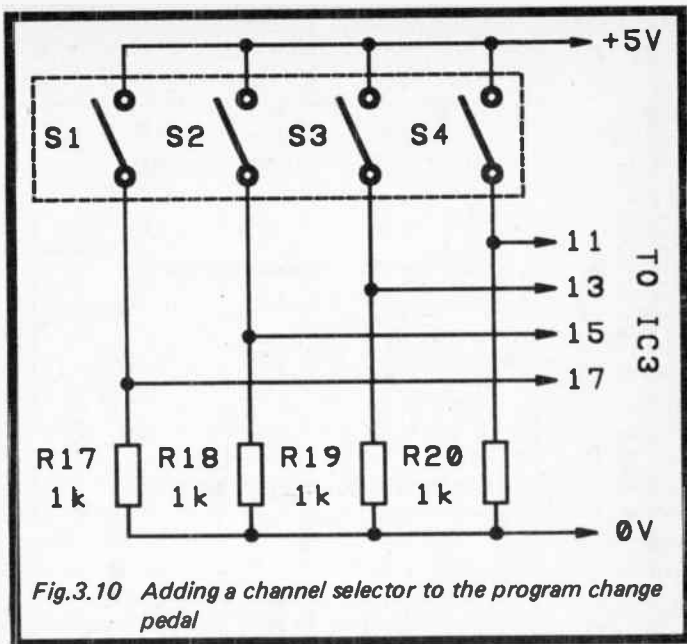 +5V
S1 S2 S3 S4
11
13
15
17
TO IC3
R17 R18 R19 R20
1k 1k 1k 1k
0V
Fig.3.10 Adding a channel selector to the program change
pedal